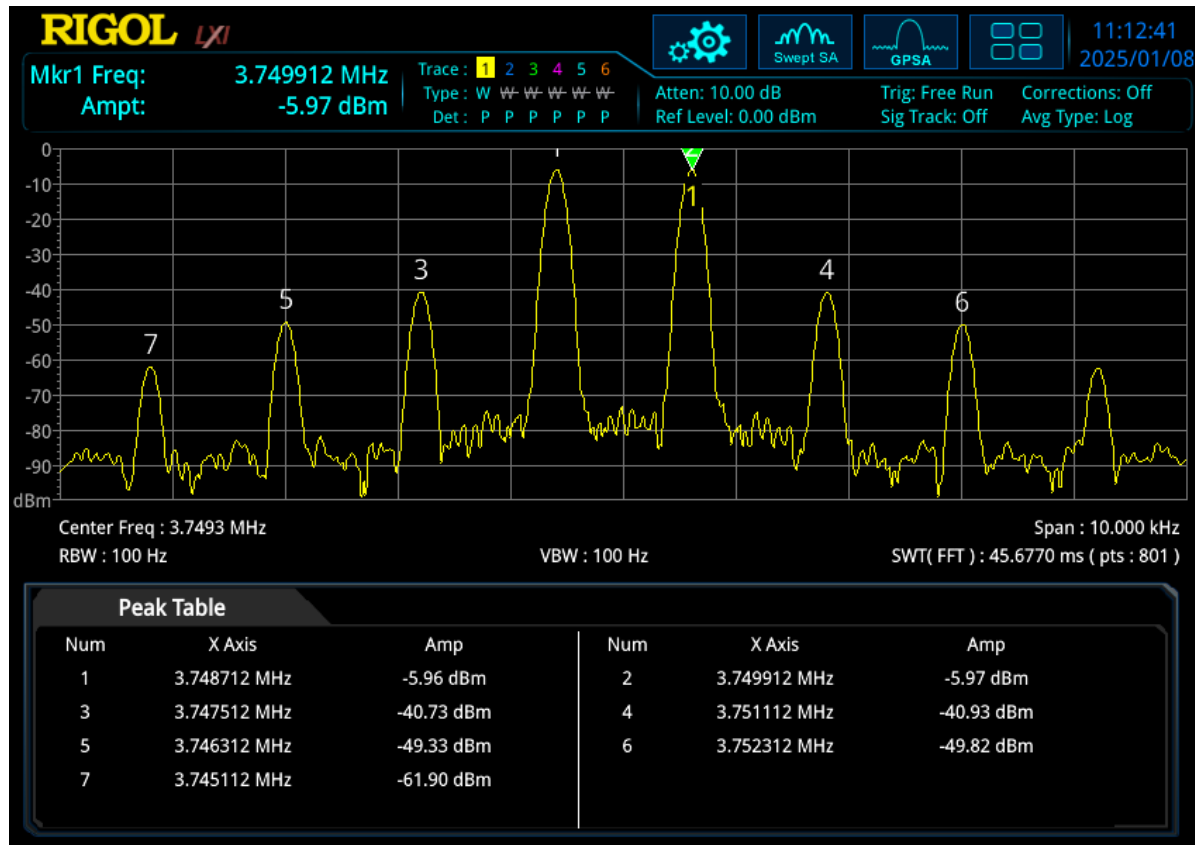 RIGOL LXI
Swept SA
GPSA
11:12:41
2025/01/08
Mkr1 Freq: 3.749912 MHz
Ampt: -5.97 dBm
Trace: 1 2 3 4 5 6
Type: W W W W W W
Det: P P P P P P
Atten: 10.00 dB
Ref Level: 0.00 dBm
Trig: Free Run
Sig Track: Off
Corrections: Off
Avg Type: Log
0
-10
-20
-30
-40
-50
-60
-70
-80
-90
dBm
7
5
3
1
4
6
Center Freq : 3.7493 MHz
Span : 10.000 kHz
RBW : 100 Hz
VBW : 100 Hz
SWT( FFT ) : 45.6770 ms ( pts : 801 )
Peak Table
Num X Axis Amp Num X Axis Amp
1 3.748712 MHz -5.96 dBm 2 3.749912 MHz -5.97 dBm
3 3.747512 MHz -40.73 dBm 4 3.751112 MHz -40.93 dBm
5 3.746312 MHz -49.33 dBm 6 3.752312 MHz -49.82 dBm
7 3.745112 MHz -61.90 dBm